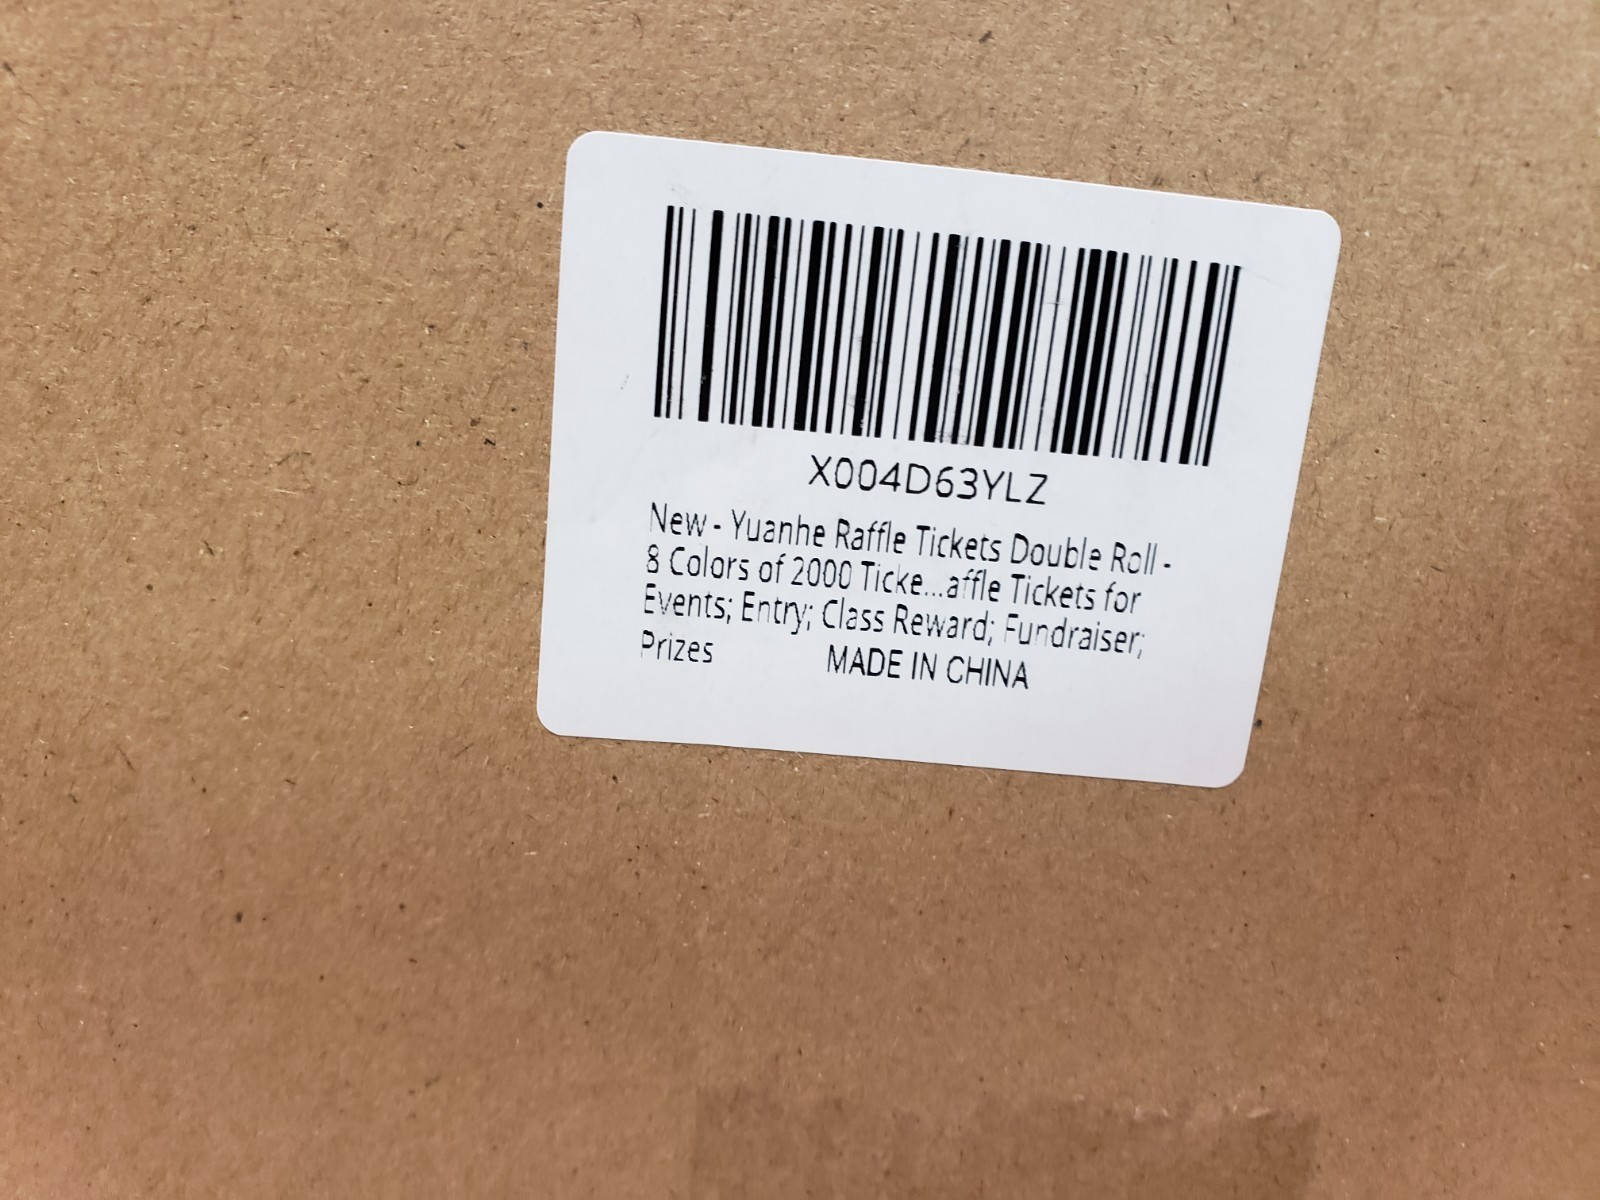 X004D63YLZ
New - Yuanhe Raffle Tickets Double Roll -
8 Colors of 2000 Ticke...affle Tickets for
Events; Entry; Class Reward; Fundraiser;
Prizes MADE IN CHINA